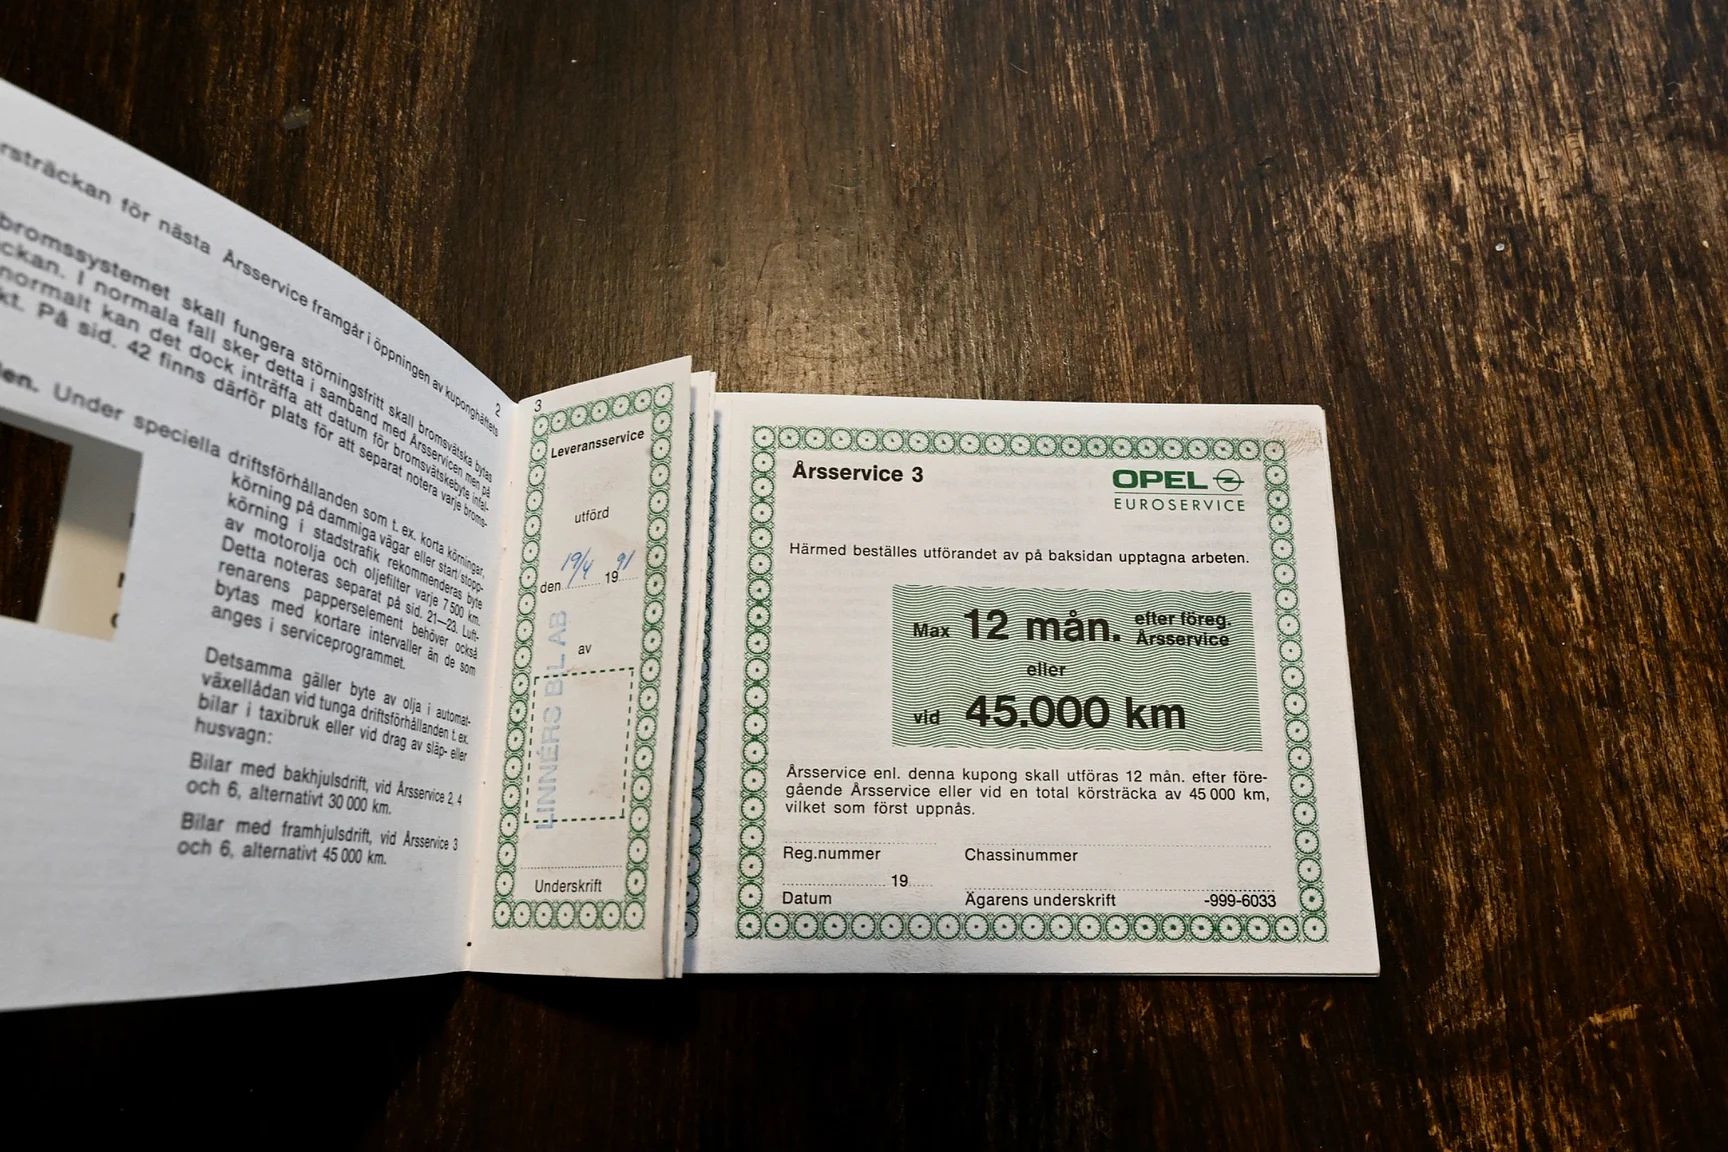 rsträckan för nästa Årsservice framgår i öppningen av kuponghäftets
bromssystemet skall fungera störningsfritt skall bromsvätska bytas
ckan. I normala fall sker detta i samband med Årsservicen men på
normalt kan det dock inträffa att datum för bromsvätskebyte infal-
kt. På sid. 42 finns därför plats för att separat notera varje broms-
en. Under speciella driftsförhållanden som t. ex. korta körningar,
körning på dammiga vägar eller start/stopp-
körning i stadstrafik rekommenderas byte
av motorolja och oljefilter varje 7 500 km.
Detta noteras separat på sid. 21—23. Luft-
renarens papperselement behöver också
bytas med kortare intervaller än de som
anges i serviceprogrammet.
Detsamma gäller byte av olja i automat-
växellådan vid tunga driftsförhållanden t. ex.
bilar i taxibruk eller vid drag av släp- eller
husvagn:
Bilar med bakhjulsdrift, vid Årsservice 2, 4
och 6, alternativt 30 000 km.
Bilar med framhjulsdrift, vid Årsservice 3
och 6, alternativt 45 000 km.
2
3
Leveransservice
utförd
den 19/4 19 91
av
LINNÉRS BIL AB
Underskrift
Årsservice 3
OPEL
EUROSERVICE
Härmed beställes utförandet av på baksidan upptagna arbeten.
Max 12 mån. efter föreg. Årsservice
eller
vid 45.000 km
Årsservice enl. denna kupong skall utföras 12 mån. efter före-
gående Årsservice eller vid en total körsträcka av 45 000 km,
vilket som först uppnås.
Reg.nummer Chassinummer
19
Datum Ägarens underskrift -999-6033